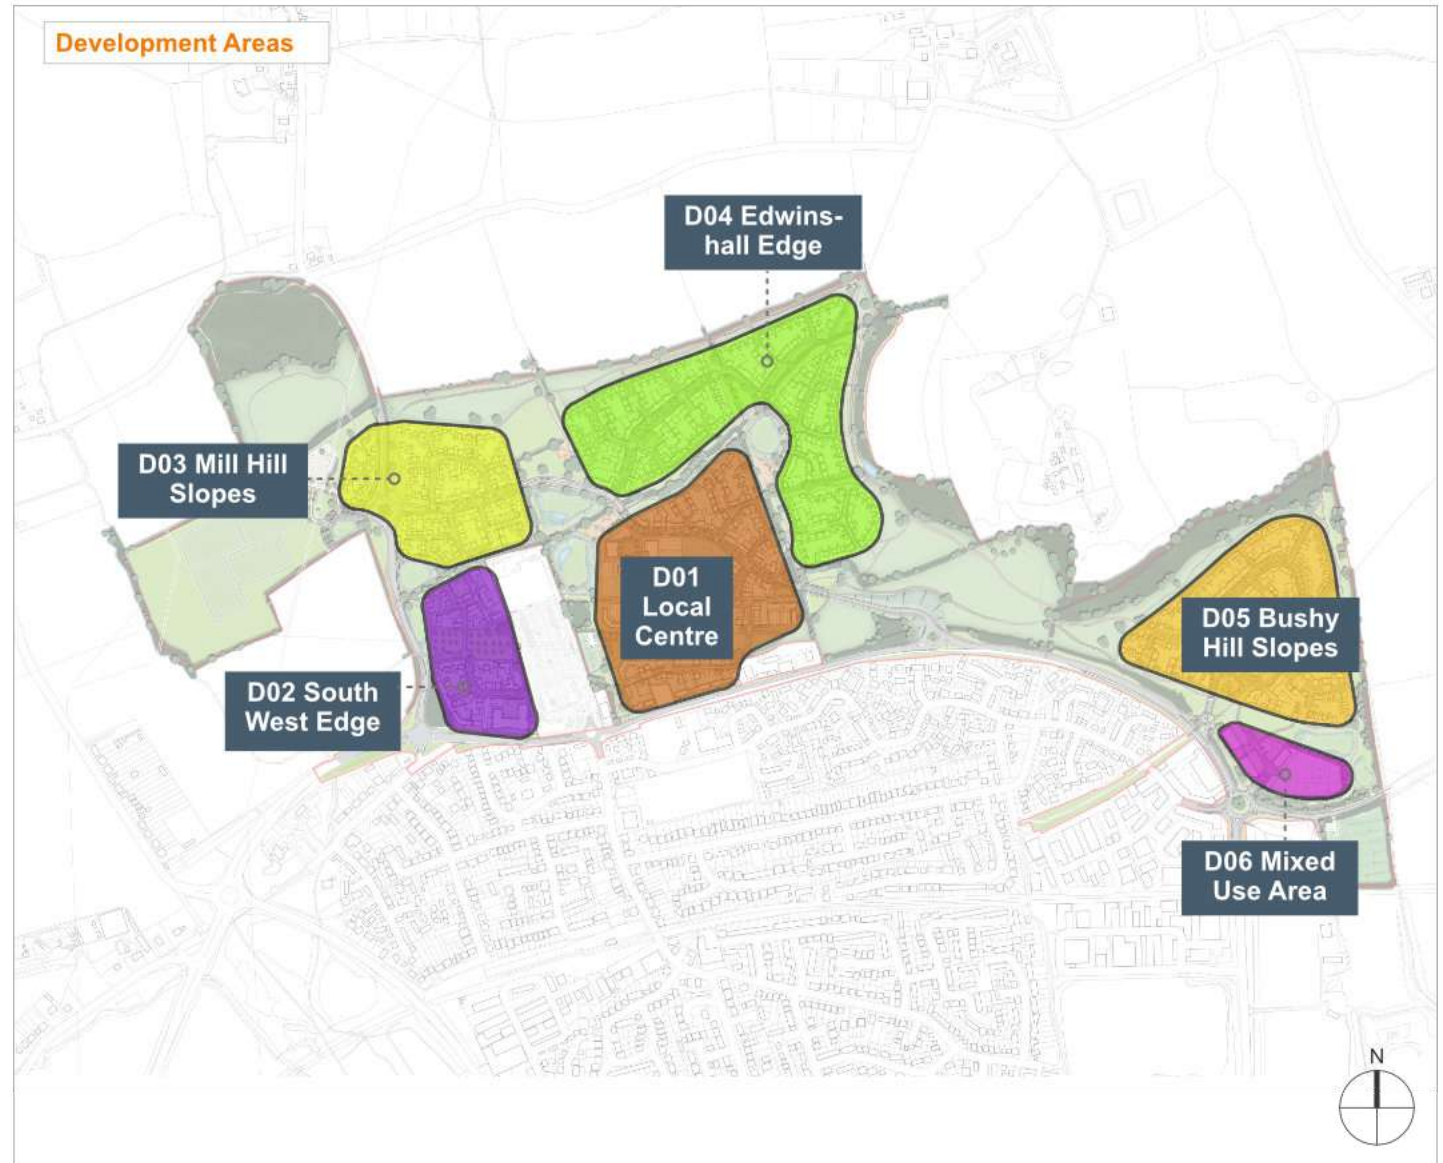 Development Areas
D04 Edwins-
hall Edge
D03 Mill Hill
Slopes
D01
Local
Centre
D05 Bushy
Hill Slopes
D02 South
West Edge
D06 Mixed
Use Area
N